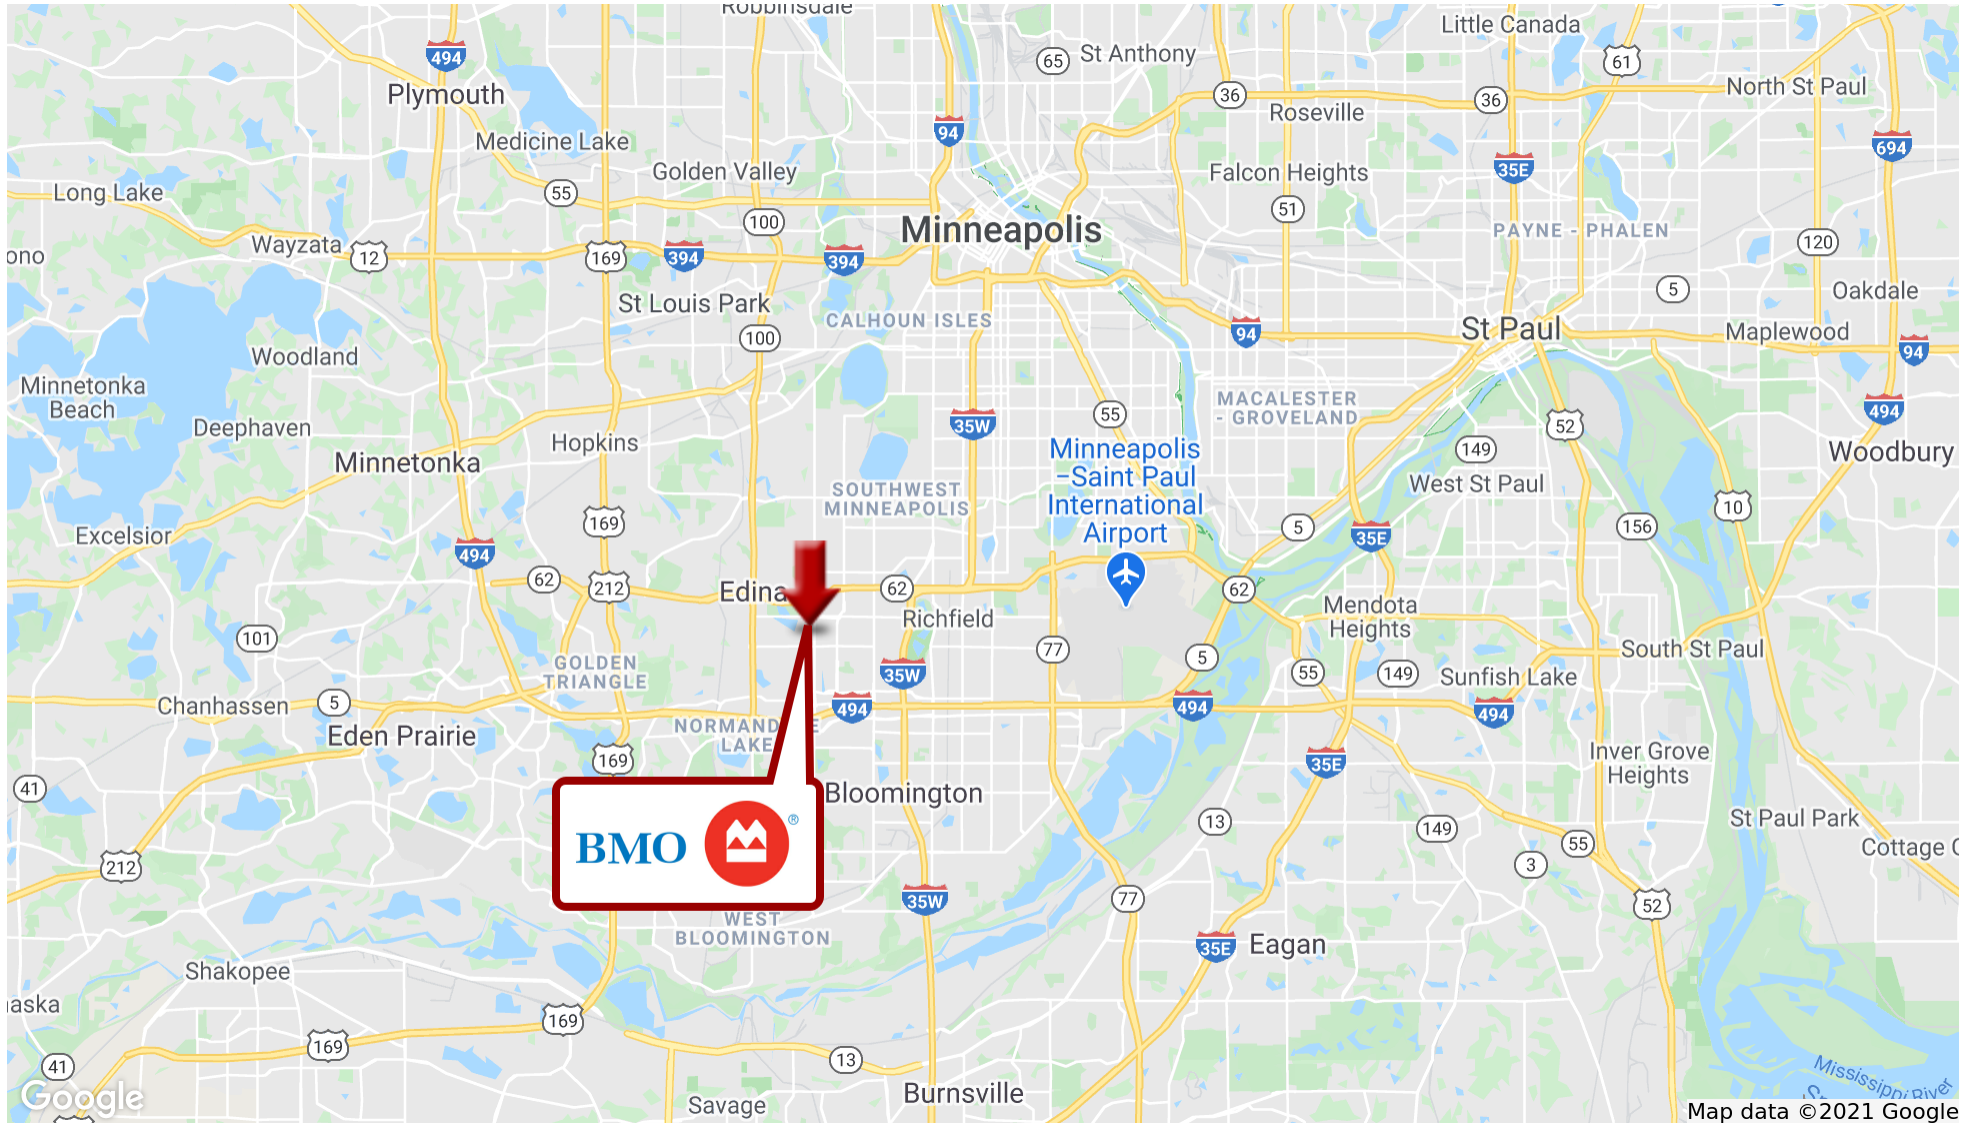 Robbinsdale
Little Canada
494
65
St Anthony
61
Plymouth
36
36
North St Paul
Roseville
94
Medicine Lake
694
Golden Valley
Falcon Heights
35E
Long Lake
55
51
100
Minneapolis
PAYNE - PHALEN
Wayzata
12
169
394
394
120
ono
5
Oakdale
St Louis Park
CALHOUN ISLES
94
St Paul
Maplewood
100
94
Woodland
Minnetonka
Beach
MACALESTER
- GROVELAND
494
55
35W
52
Deephaven
Hopkins
Minneapolis
-Saint Paul
International
Airport
149
Woodbury
Minnetonka
West St Paul
SOUTHWEST
MINNEAPOLIS
10
169
5
156
Excelsior
35E
494
62
212
Edina
62
62
Richfield
Mendota
Heights
101
77
5
South St Paul
GOLDEN
TRIANGLE
35W
55
149
Sunfish Lake
Chanhassen
5
494
494
494
Eden Prairie
NORMAND E
LAKE
169
35E
Inver Grove
Heights
41
Bloomington
13
149
St Paul Park
BMO
®
55
Cottage G
212
3
35W
77
52
WEST
BLOOMINGTON
35E
Eagan
Shakopee
aska
169
169
13
41
Mississippi River
Google
Burnsville
Savage
Map data ©2021 Google